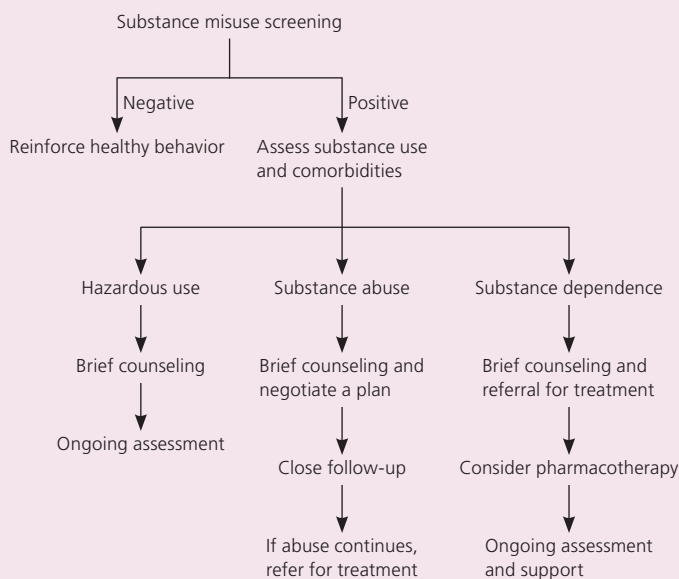 Substance misuse screening
Negative
Positive
Reinforce healthy behavior
Assess substance use
and comorbidities
Hazardous use
Substance abuse
Substance dependence
Brief counseling
Brief counseling and
negotiate a plan
Brief counseling and
referral for treatment
Ongoing assessment
Close follow-up
Consider pharmacotherapy
If abuse continues,
refer for treatment
Ongoing assessment
and support